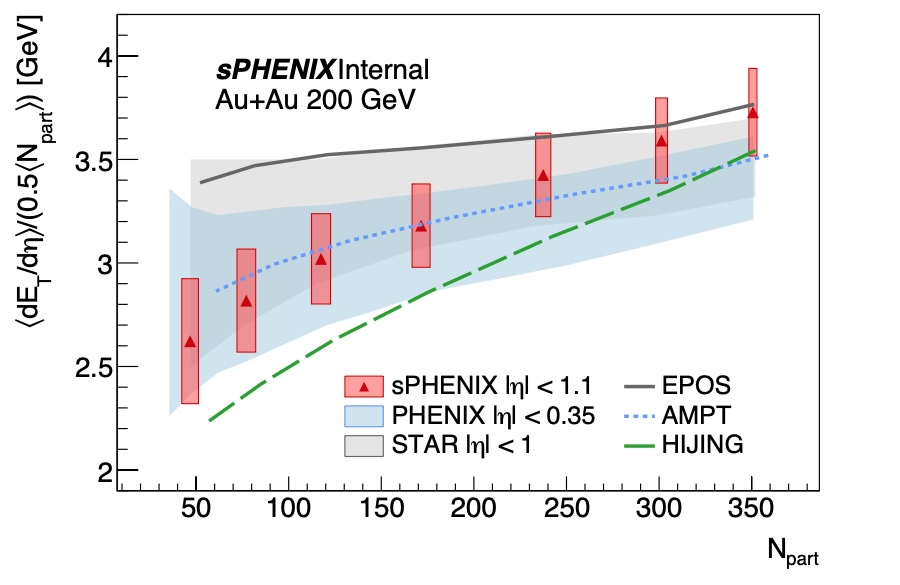 ⟨dE_T/dη⟩/(0.5⟨N_part⟩) [GeV]
4
3.5
3
2.5
2
sPHENIX Internal
Au+Au 200 GeV
sPHENIX |η| < 1.1
PHENIX |η| < 0.35
STAR |η| < 1
EPOS
AMPT
HIJING
50 100 150 200 250 300 350
N_part